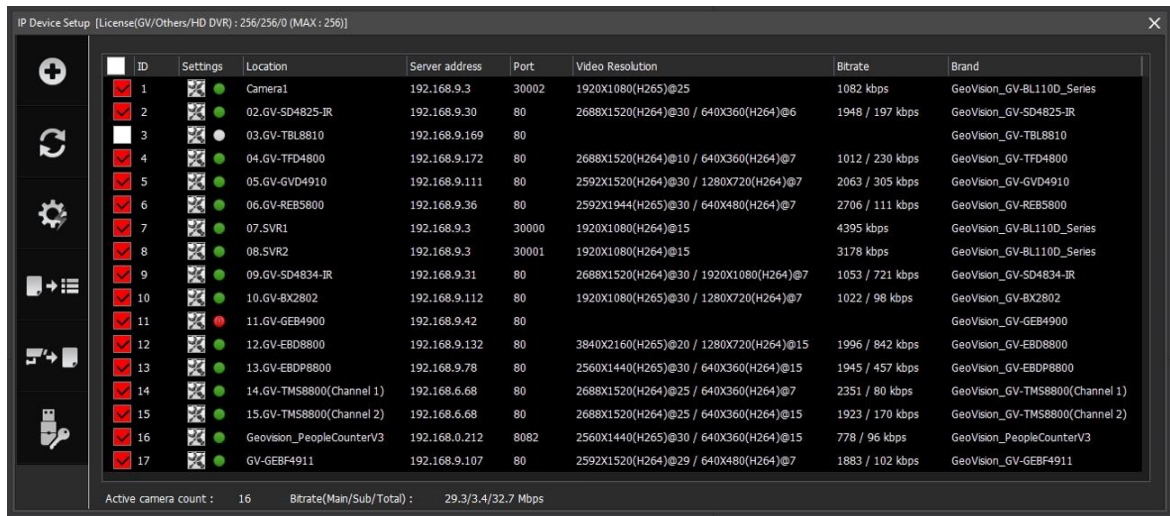 IP Device Setup [License(GV/Others/HD DVR) : 256/256/0 (MAX : 256)]
ID Settings Location Server address Port Video Resolution Bitrate Brand
1 Camera1 192.168.9.3 30002 1920X1080(H265)@25 1082 kbps GeoVision_GV-BL110D_Series
2 02.GV-SD4825-IR 192.168.9.30 80 2688X1520(H264)@30 / 640X360(H264)@6 1948 / 197 kbps GeoVision_GV-SD4825-IR
3 03.GV-TBL8810 192.168.9.169 80 GeoVision_GV-TBL8810
4 04.GV-TFD4800 192.168.9.172 80 2688X1520(H264)@10 / 640X360(H264)@7 1012 / 230 kbps GeoVision_GV-TFD4800
5 05.GV-GVD4910 192.168.9.111 80 2592X1520(H264)@30 / 1280X720(H264)@7 2063 / 305 kbps GeoVision_GV-GVD4910
6 06.GV-REB5800 192.168.9.36 80 2592X1944(H265)@30 / 640X480(H264)@7 2706 / 111 kbps GeoVision_GV-REB5800
7 07.SVR1 192.168.9.3 30000 1920X1080(H264)@15 4395 kbps GeoVision_GV-BL110D_Series
8 08.SVR2 192.168.9.3 30001 1920X1080(H264)@15 3178 kbps GeoVision_GV-BL110D_Series
9 09.GV-SD4834-IR 192.168.9.31 80 2688X1520(H264)@30 / 1920X1080(H264)@7 1053 / 721 kbps GeoVision_GV-SD4834-IR
10 10.GV-BX2802 192.168.9.112 80 1920X1080(H265)@30 / 1280X720(H264)@7 1022 / 98 kbps GeoVision_GV-BX2802
11 11.GV-GEB4900 192.168.9.42 80 GeoVision_GV-GEB4900
12 12.GV-EBD8800 192.168.9.132 80 3840X2160(H265)@20 / 1280X720(H264)@15 1996 / 842 kbps GeoVision_GV-EBD8800
13 13.GV-EBDP8800 192.168.9.78 80 2560X1440(H265)@30 / 640X360(H264)@15 1945 / 457 kbps GeoVision_GV-EBDP8800
14 14.GV-TMS8800(Channel 1) 192.168.6.68 80 2688X1520(H264)@25 / 640X360(H264)@7 2351 / 80 kbps GeoVision_GV-TMS8800(Channel 1)
15 15.GV-TMS8800(Channel 2) 192.168.6.68 80 2688X1520(H264)@25 / 640X360(H264)@15 1923 / 170 kbps GeoVision_GV-TMS8800(Channel 2)
16 Geovision_PeopleCounterV3 192.168.0.212 8082 2560X1440(H265)@30 / 640X360(H264)@15 778 / 96 kbps GeoVision_PeopleCounterV3
17 GV-GEBF4911 192.168.9.107 80 2592X1520(H264)@29 / 640X480(H264)@7 1883 / 102 kbps GeoVision_GV-GEBF4911
Active camera count : 16 Bitrate(Main/Sub/Total) : 29.3/3.4/32.7 Mbps